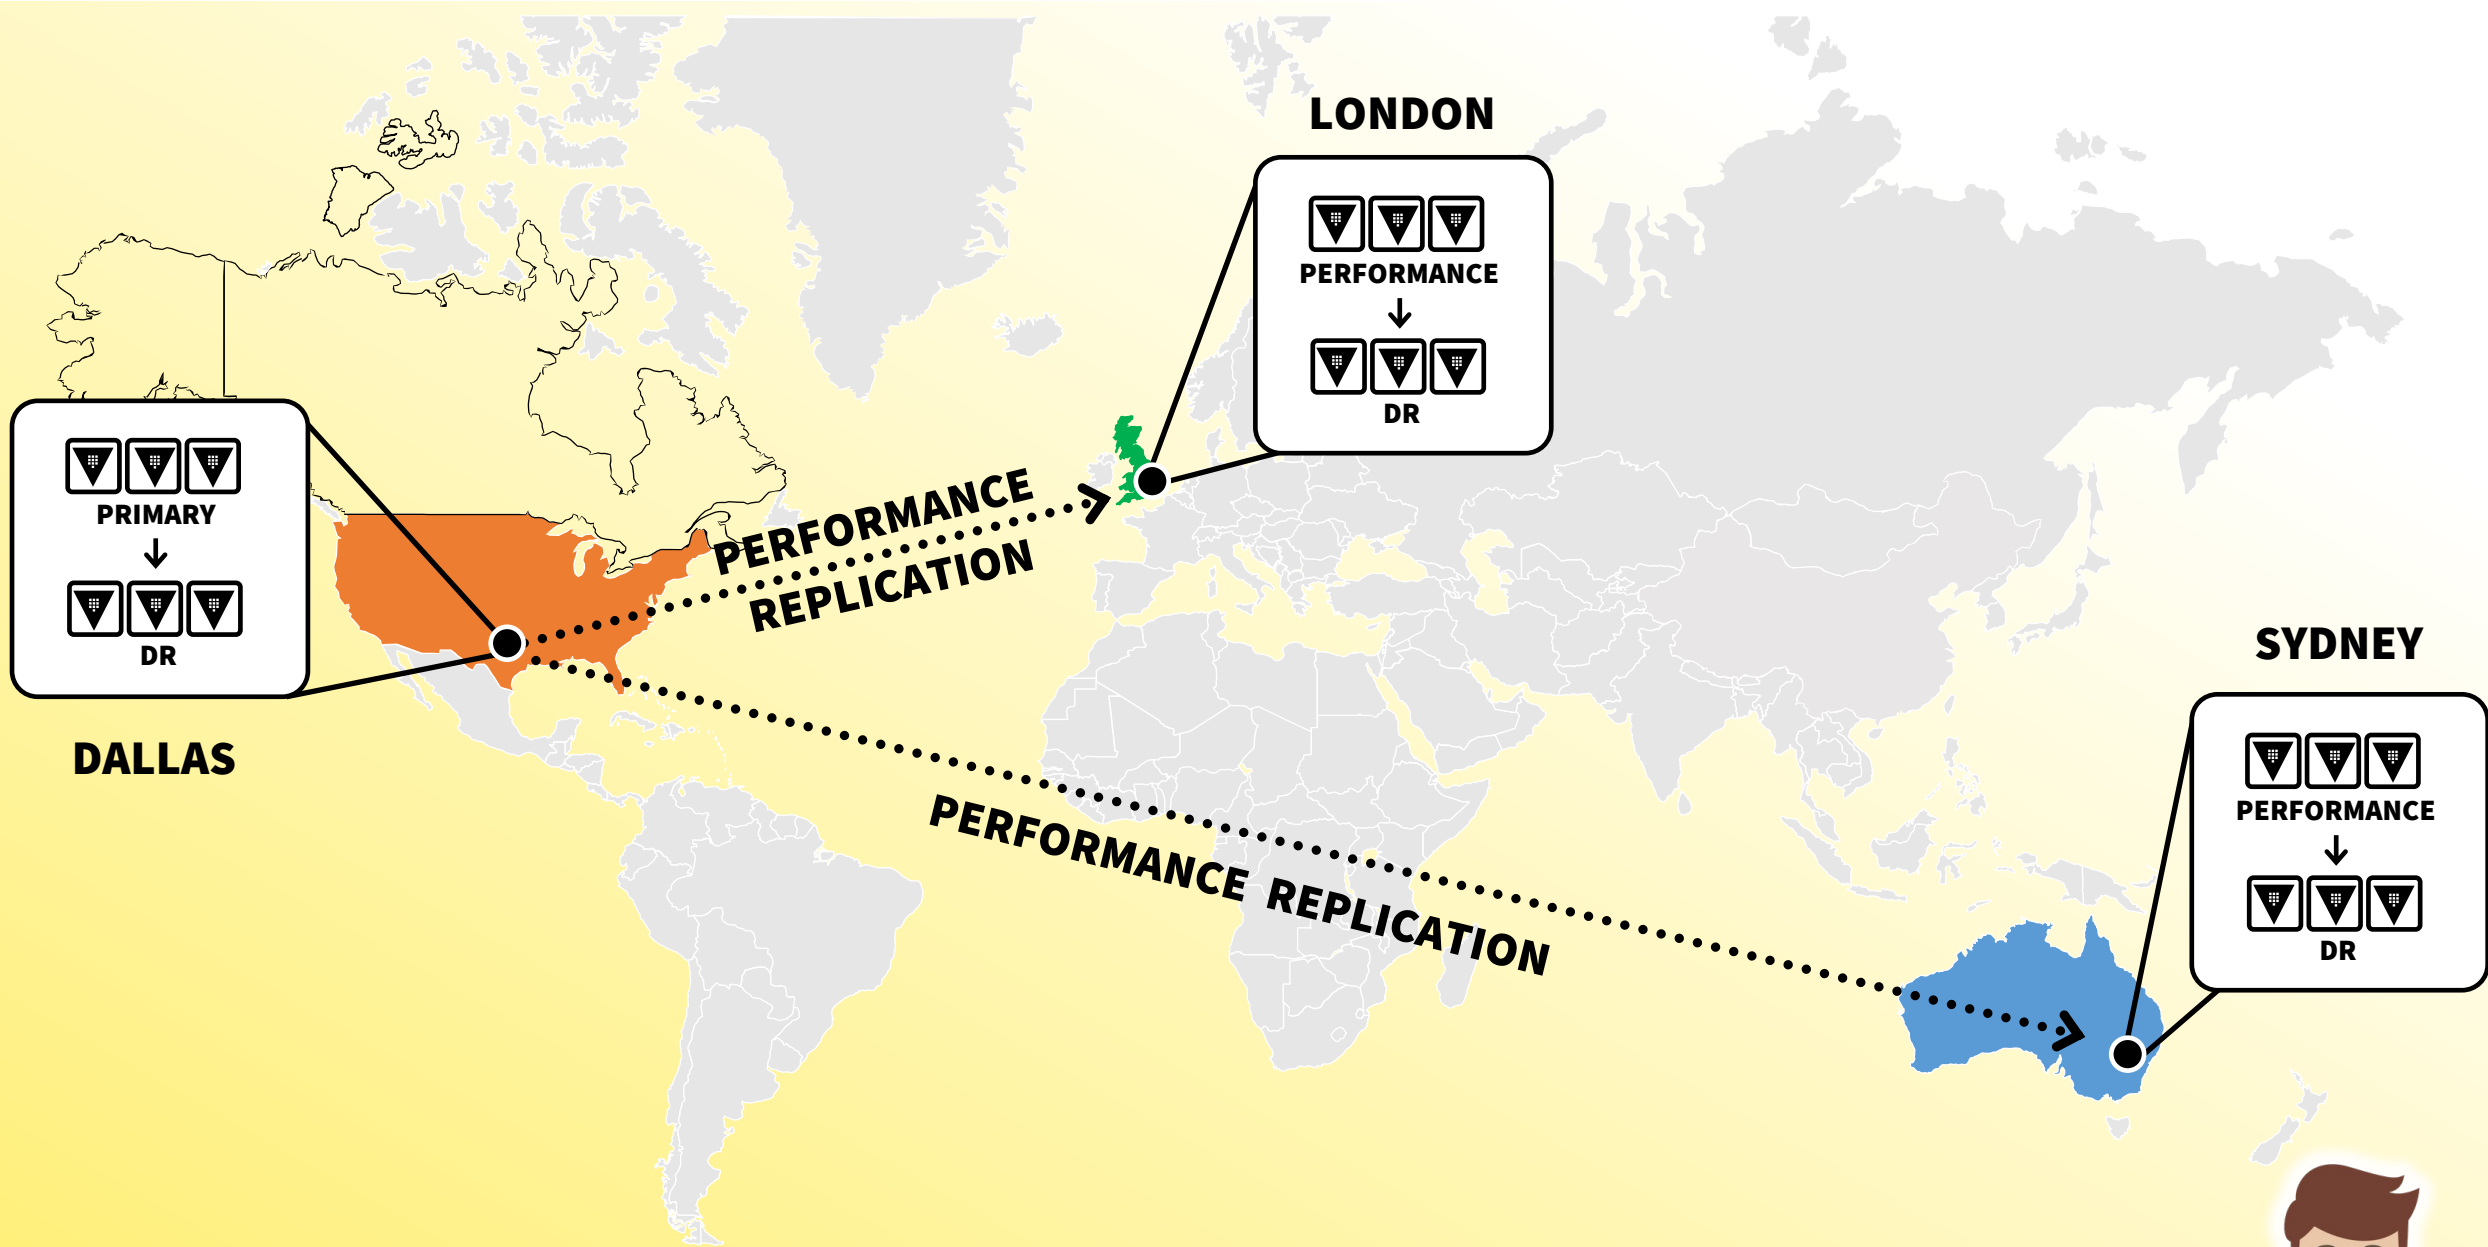 LONDON
PERFORMANCE
DR
PRIMARY
DR
DALLAS
PERFORMANCE
REPLICATION
PERFORMANCE REPLICATION
SYDNEY
PERFORMANCE
DR